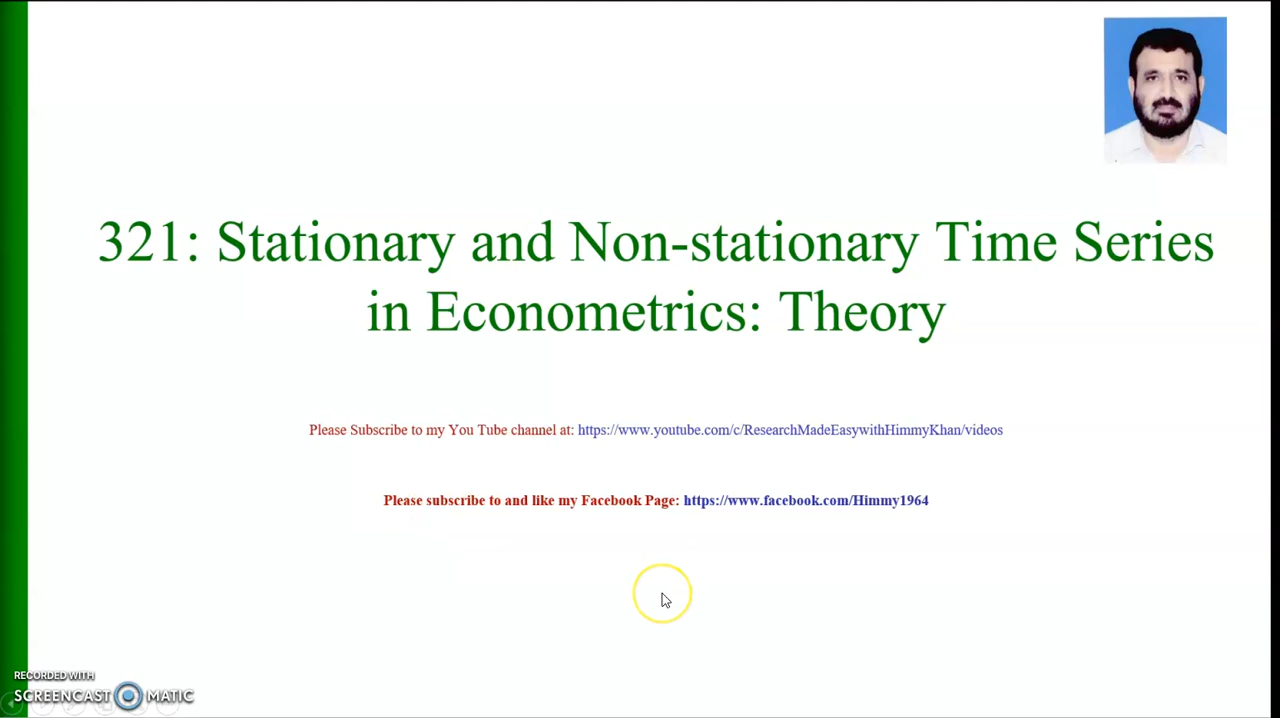 321: Stationary and Non-stationary Time Series
in Econometrics: Theory
Please Subscribe to my You Tube channel at: https://www.youtube.com/c/ResearchMadeEasywithHimmyKhan/videos
Please subscribe to and like my Facebook Page: https://www.facebook.com/Himmy1964
RECORDED WITH
SCREENCAST MATIC